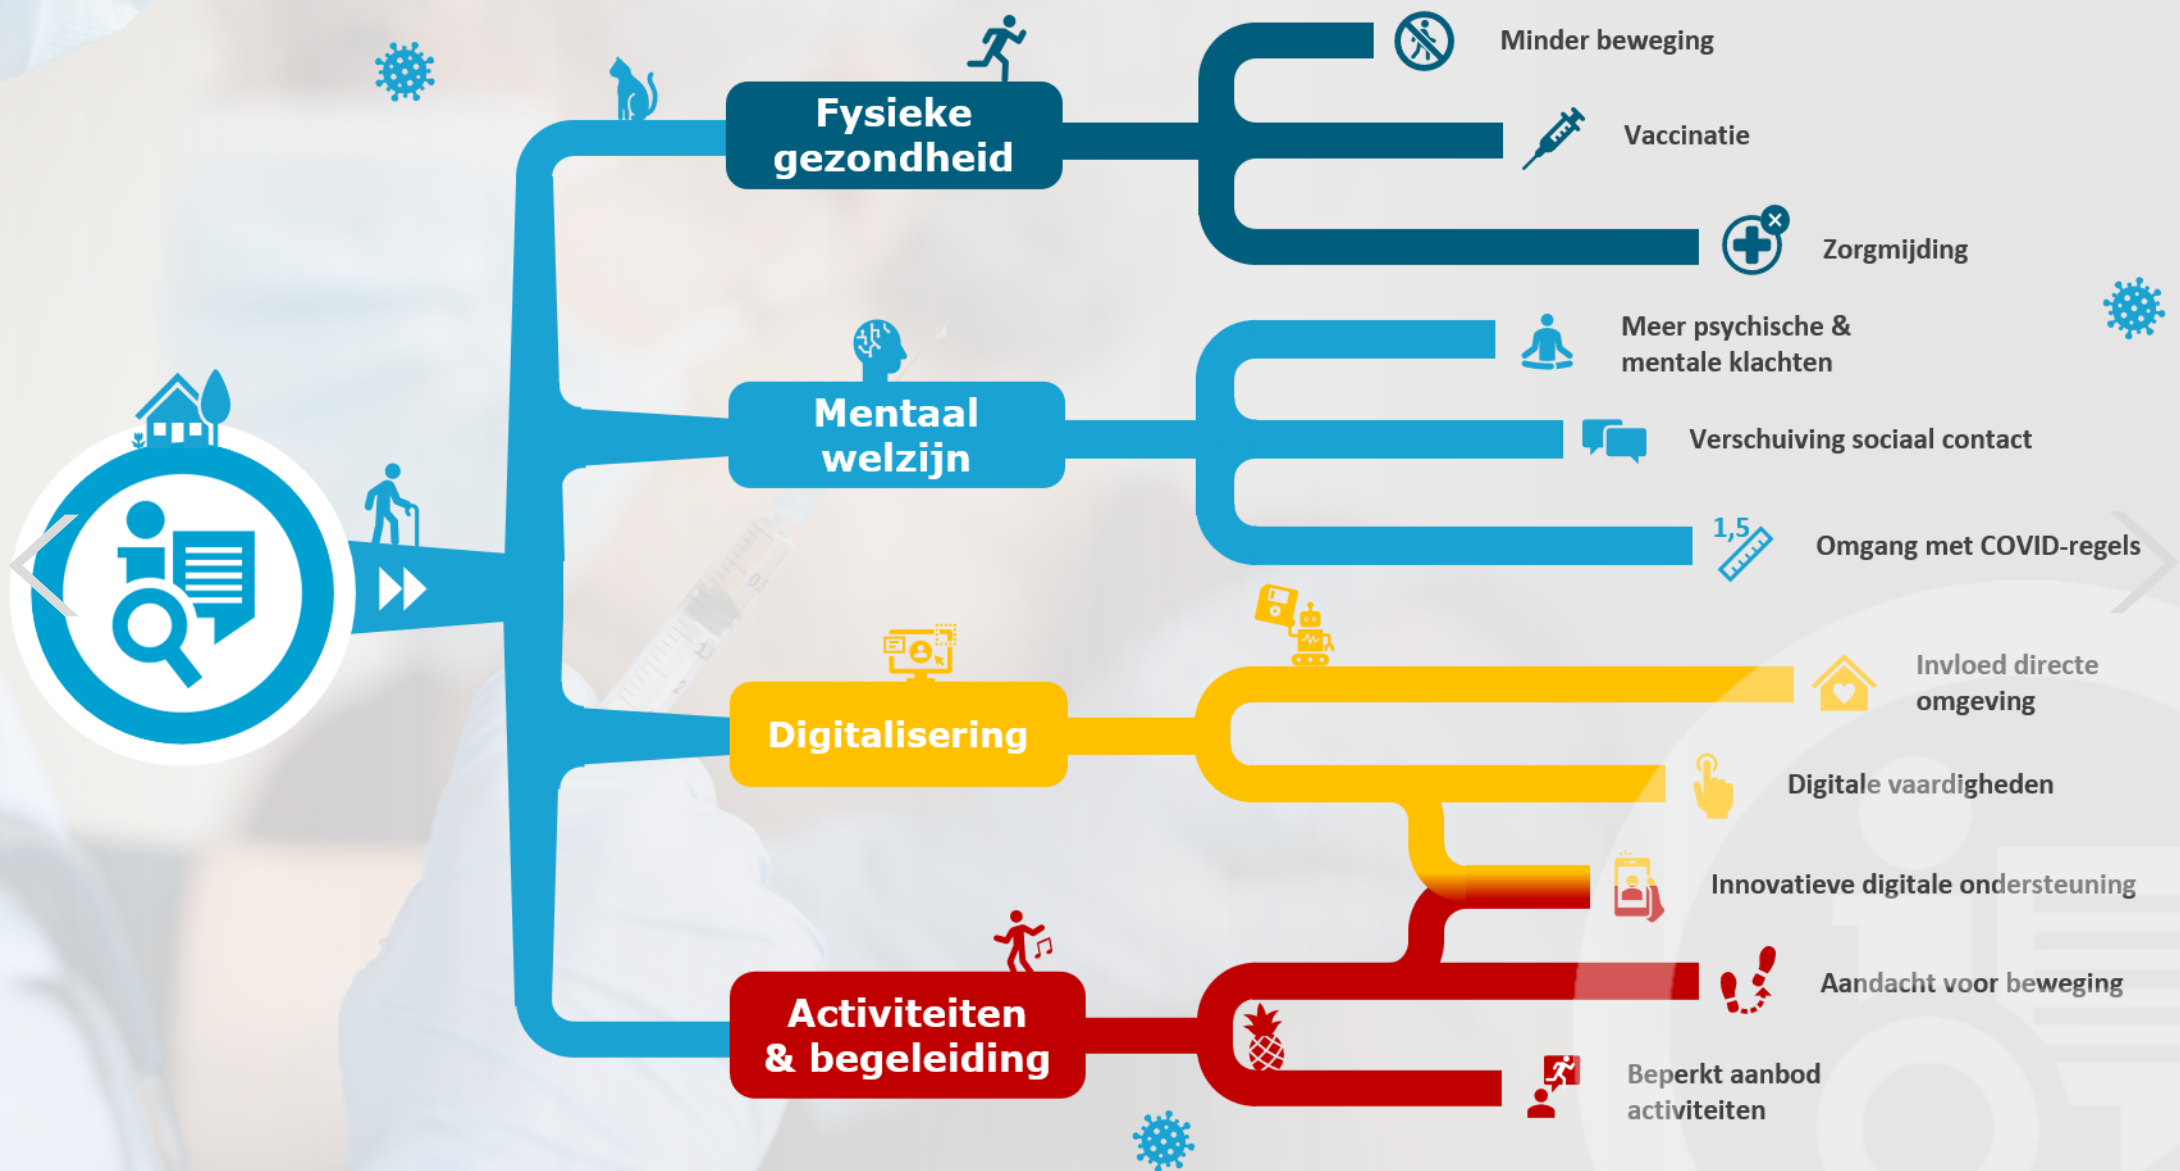 Fysieke
gezondheid
Minder beweging
Vaccinatie
Zorgmijding
Mentaal
welzijn
Meer psychische &
mentale klachten
Verschuiving sociaal contact
1,5
Omgang met COVID-regels
Digitalisering
Invloed directe
omgeving
Digitale vaardigheden
Innovatieve digitale ondersteuning
Activiteiten
& begeleiding
Aandacht voor beweging
Beperkt aanbod
activiteiten